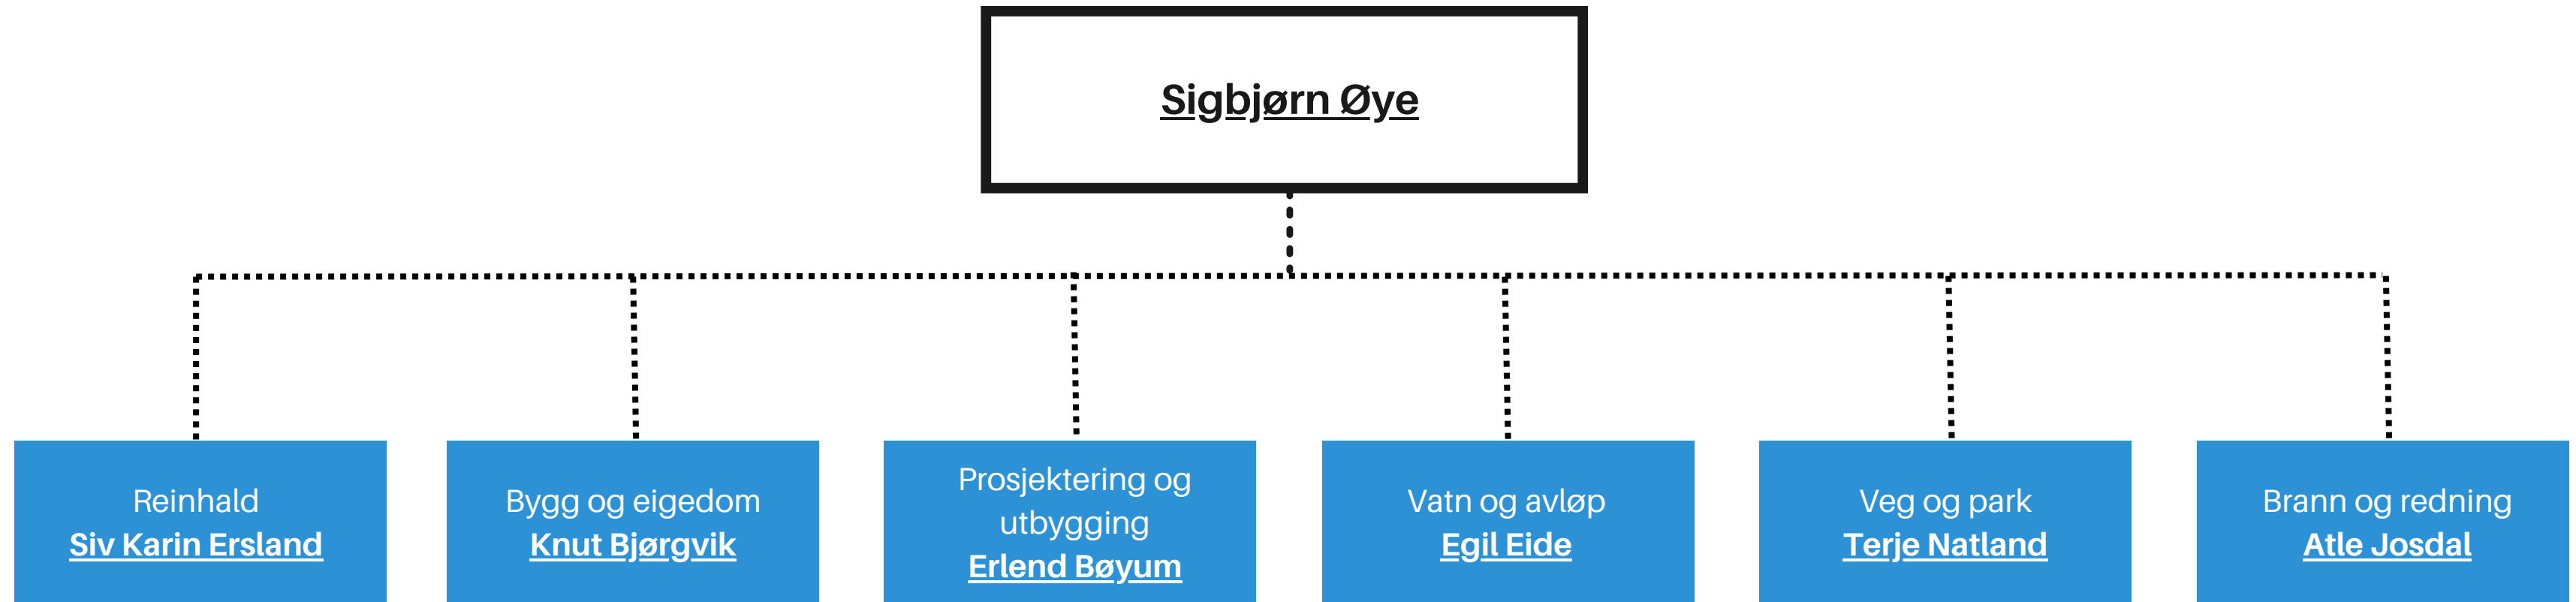 Sigbjørn Øye
Reinhald
Siv Karin Ersland
Bygg og eigedom
Knut Bjørgvik
Prosjektering og
utbygging
Erlend Bøyum
Vatn og avløp
Egil Eide
Veg og park
Terje Natland
Brann og redning
Atle Josdal